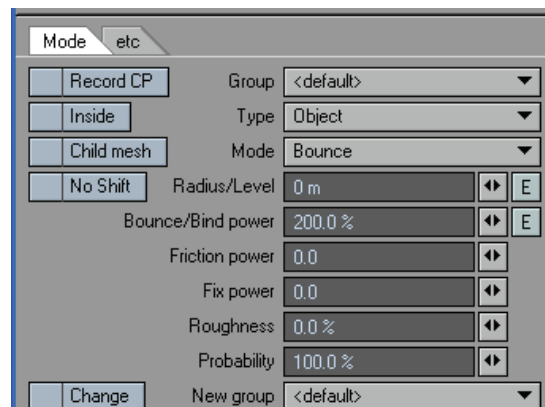 Mode etc
Record CP Group <default>
Inside Type Object
Child mesh Mode Bounce
No Shift Radius/Level 0 m E
Bounce/Bind power 200.0 % E
Friction power 0.0
Fix power 0.0
Roughness 0.0 %
Probability 100.0 %
Change New group <default>